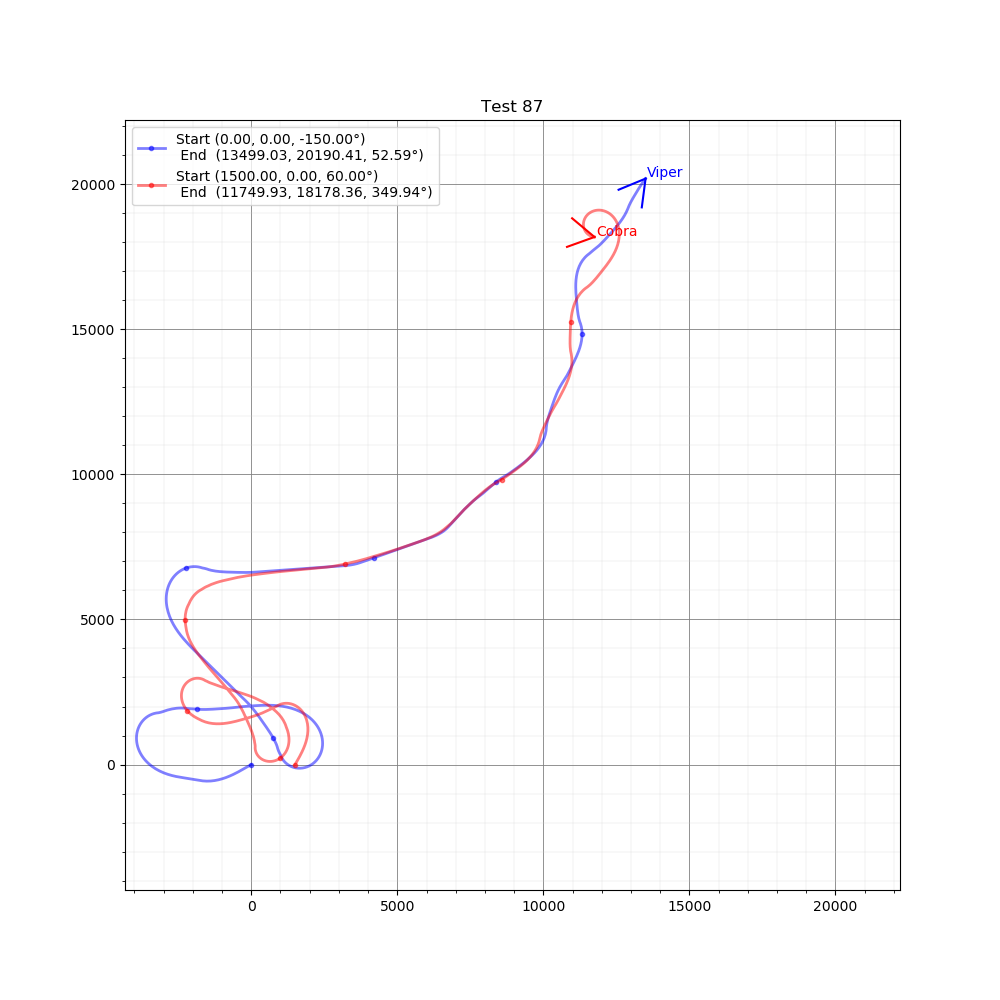 Test 87
Start (0.00, 0.00, -150.00°)
End  (13499.03, 20190.41, 52.59°)
Start (1500.00, 0.00, 60.00°)
End  (11749.93, 18178.36, 349.94°)
Viper
Cobra
20000
15000
10000
5000
0
0 5000 10000 15000 20000